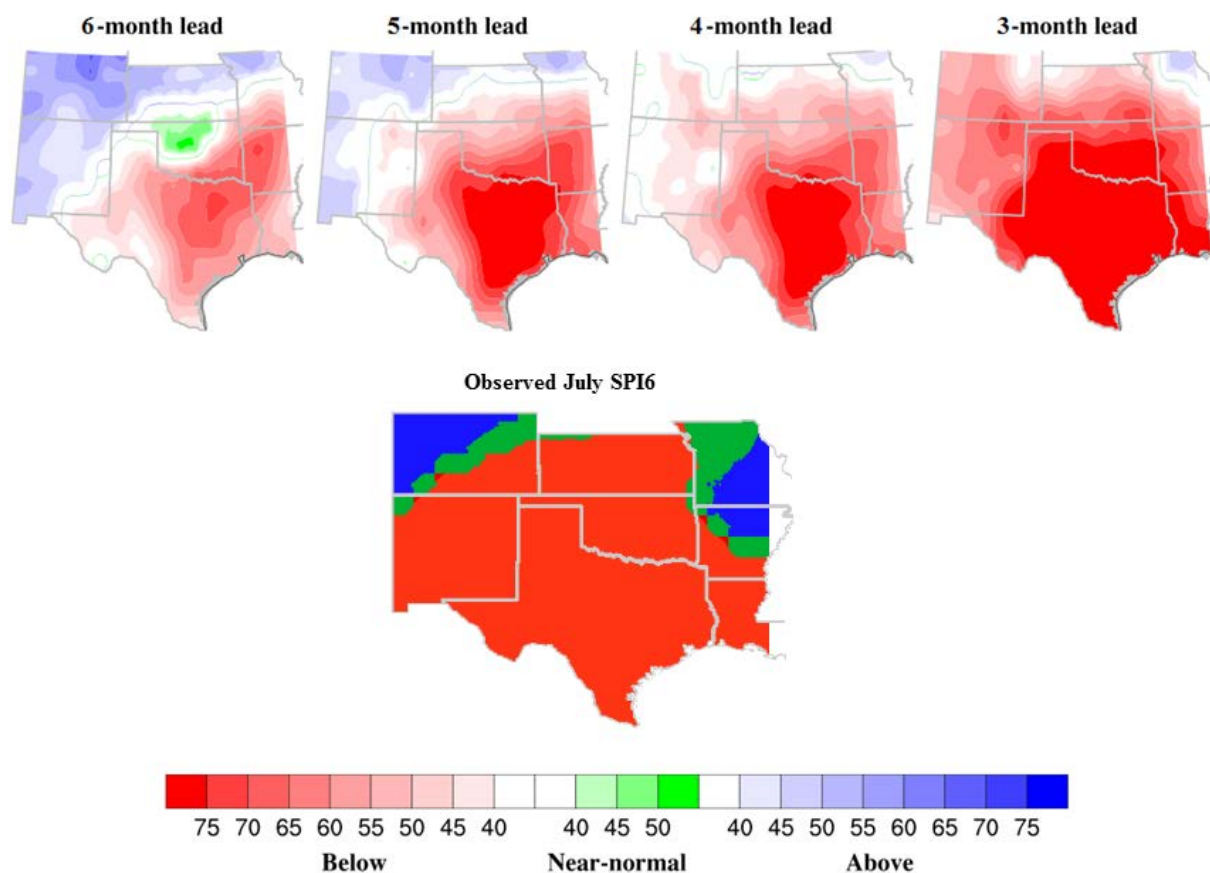 6-month lead 5-month lead 4-month lead 3-month lead
Observed July SPI6
75 70 65 60 55 50 45 40 40 45 50 40 45 50 55 60 65 70 75
Below Near-normal Above